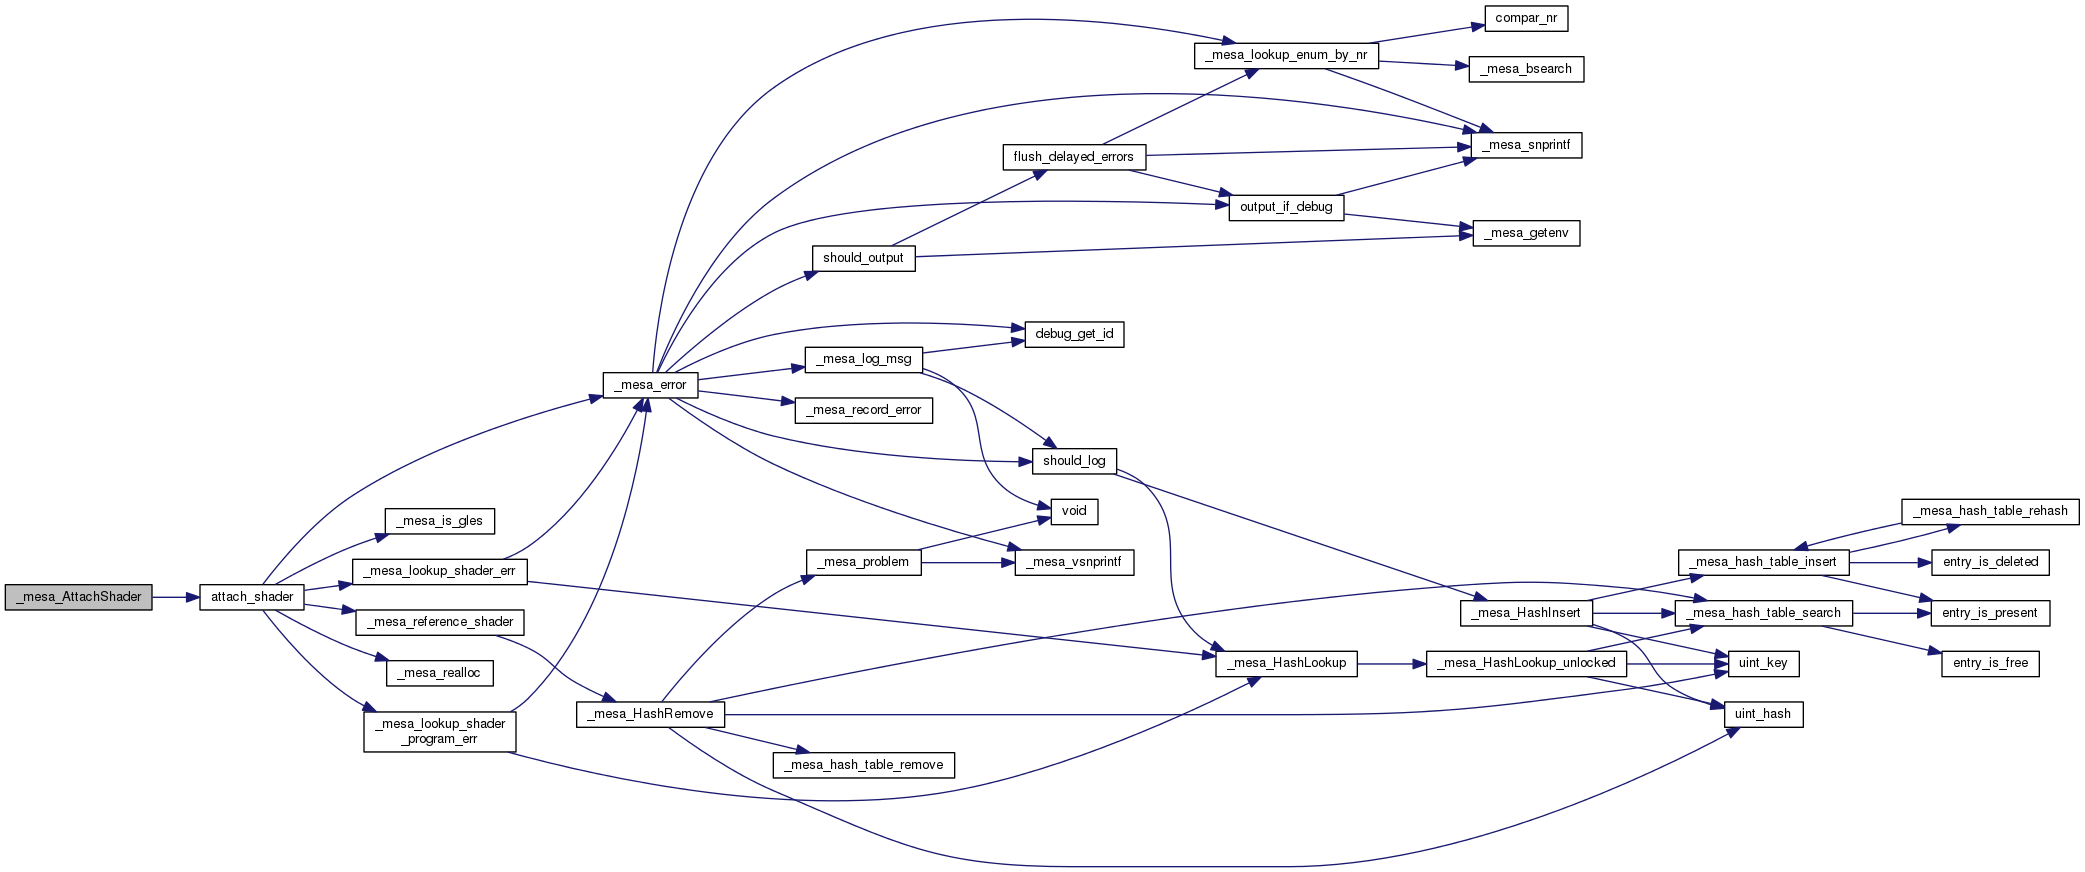 compar_nr
_mesa_lookup_enum_by_nr
_mesa_bsearch
_mesa_snprintf
flush_delayed_errors
output_if_debug
_mesa_getenv
should_output
debug_get_id
_mesa_log_msg
_mesa_error
_mesa_record_error
should_log
void
_mesa_is_gles
_mesa_hash_table_rehash
_mesa_problem
_mesa_vsnprintf
_mesa_hash_table_insert
entry_is_deleted
_mesa_lookup_shader_err
_mesa_AttachShader
attach_shader
_mesa_reference_shader
_mesa_HashInsert
_mesa_hash_table_search
entry_is_present
_mesa_HashLookup
_mesa_HashLookup_unlocked
uint_key
entry_is_free
_mesa_realloc
_mesa_HashRemove
uint_hash
_mesa_lookup_shader
_program_err
_mesa_hash_table_remove